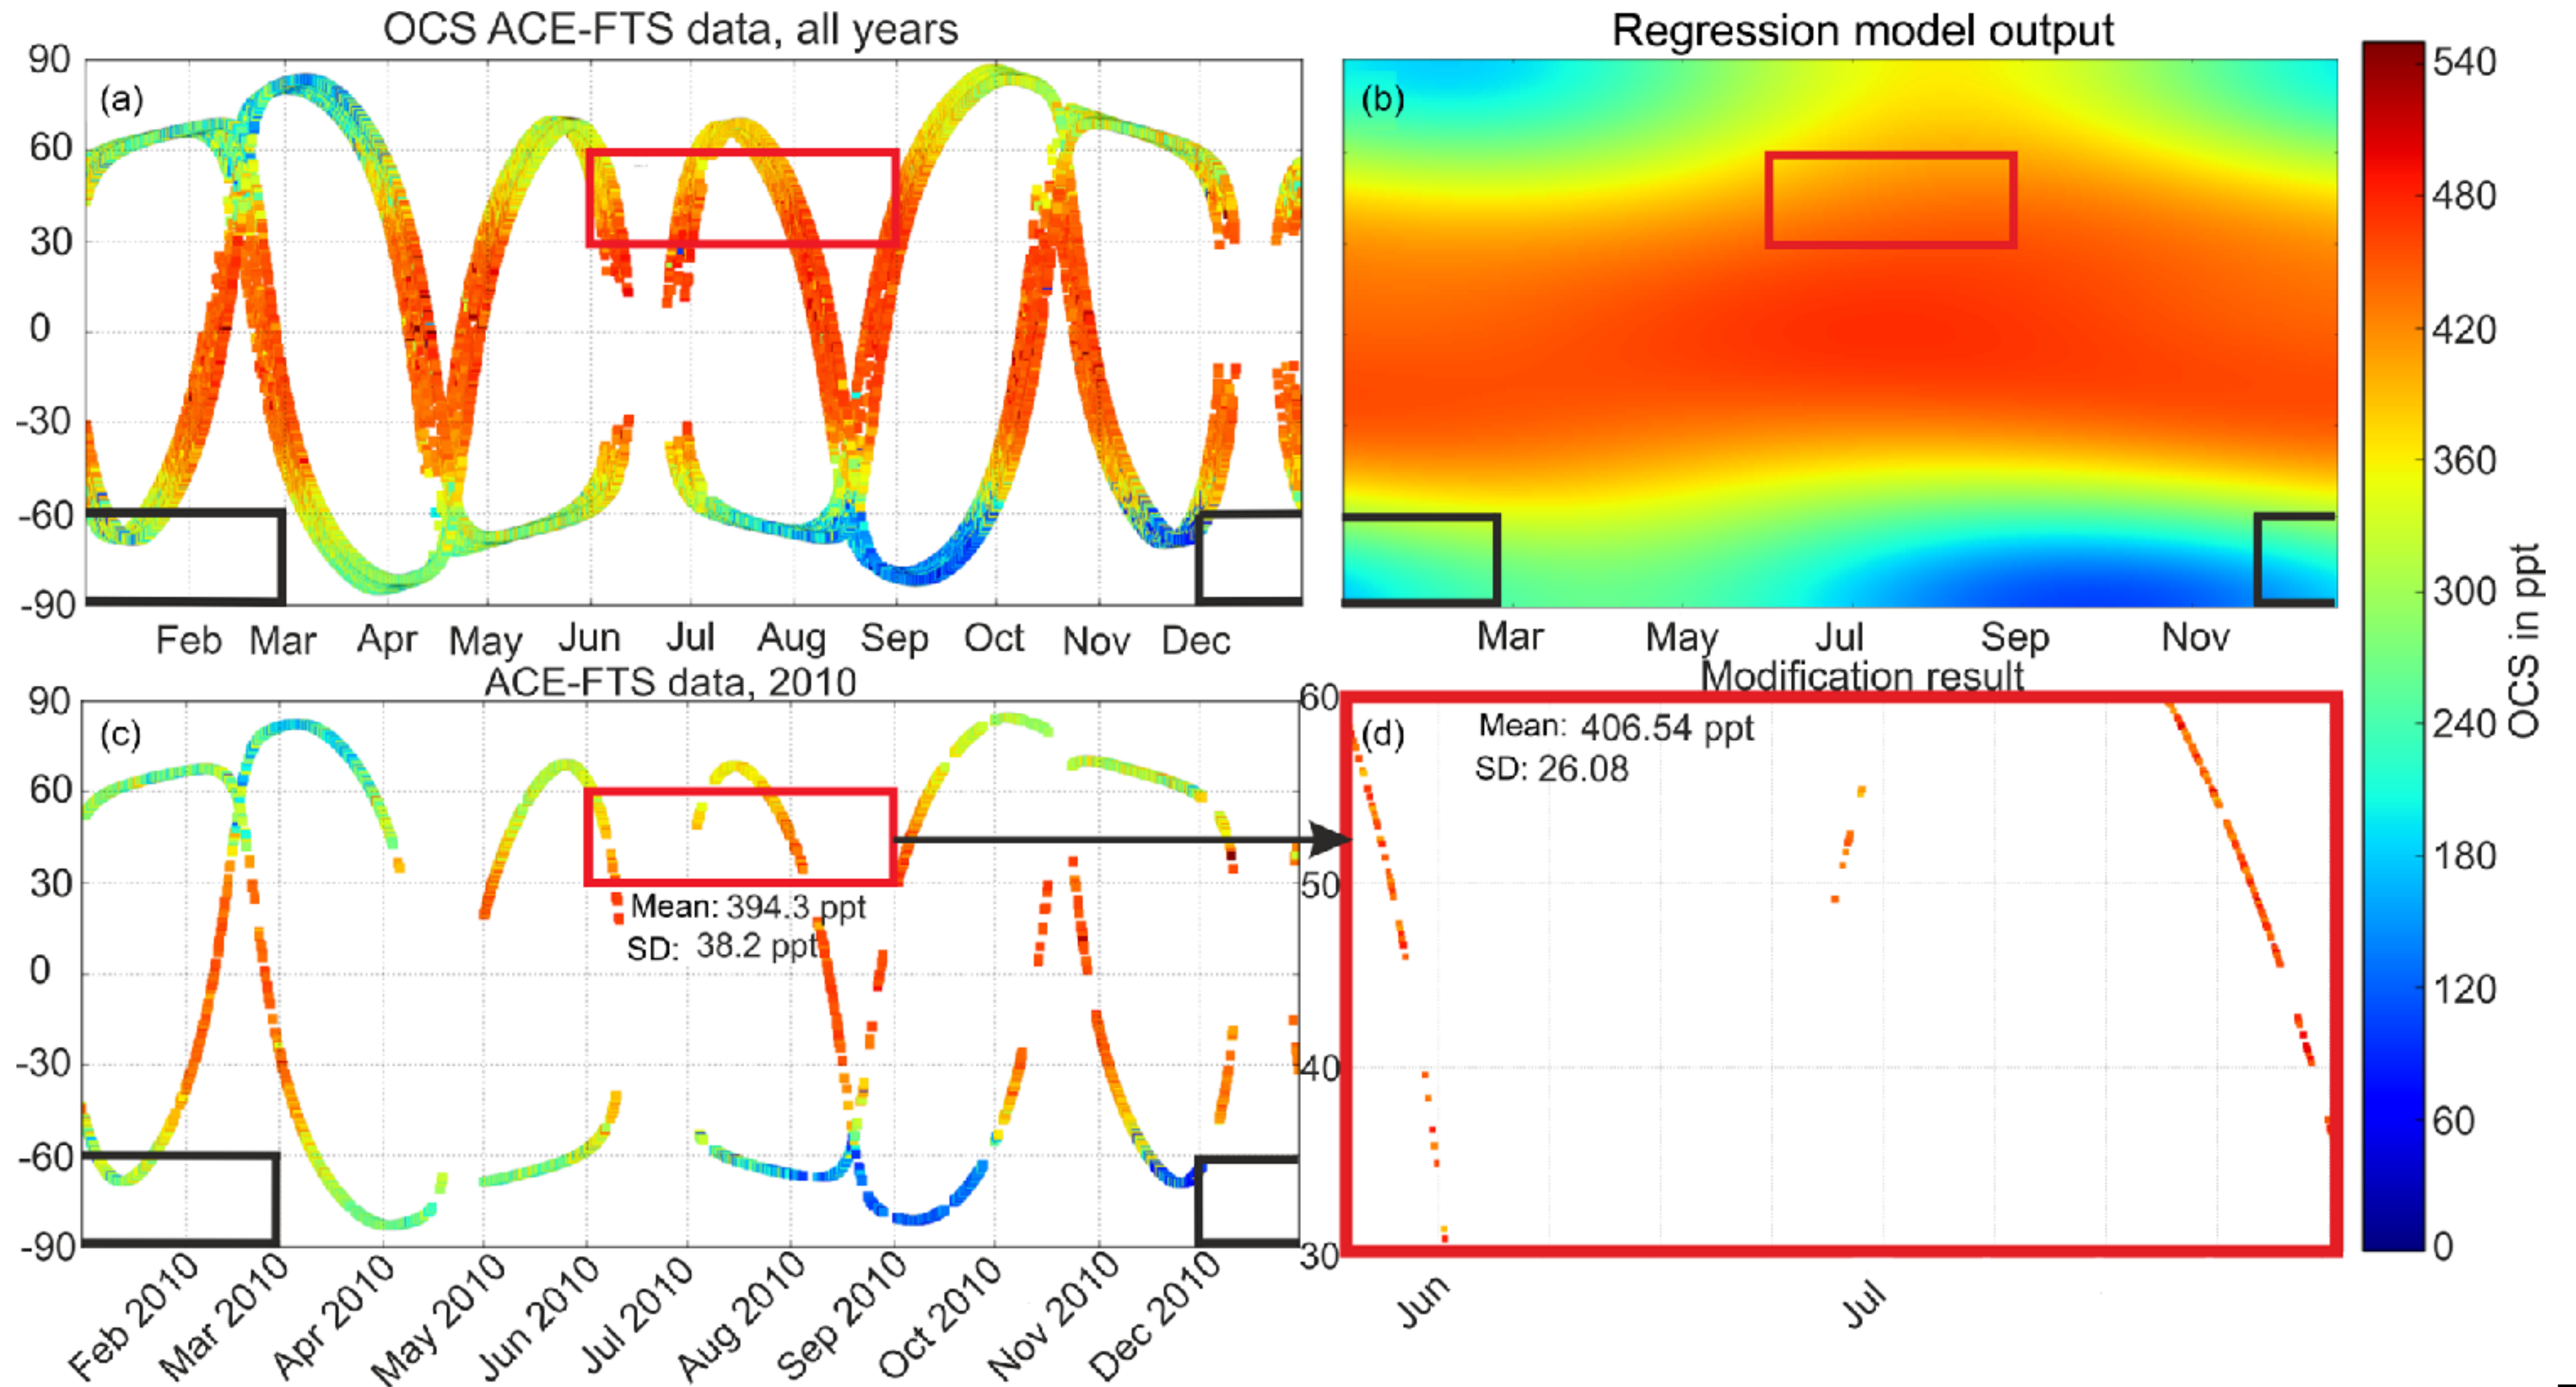 OCS ACE-FTS data, all years
(a)
90
60
30
0
-30
-60
-90
Feb Mar Apr May Jun Jul Aug Sep Oct Nov Dec
Regression model output
(b)
Mar May Jul Sep Nov
540
480
420
360
300
240
180
120
60
0
OCS in ppt
ACE-FTS data, 2010
(c)
90
60
30
0
-30
-60
-90
Mean: 394.3 ppt
SD: 38.2 ppt
Feb 2010 Mar 2010 Apr 2010 May 2010 Jun 2010 Jul 2010 Aug 2010 Sep 2010 Oct 2010 Nov 2010 Dec 2010
Modification result
(d)
Mean: 406.54 ppt
SD: 26.08
60
50
40
30
Jun Jul